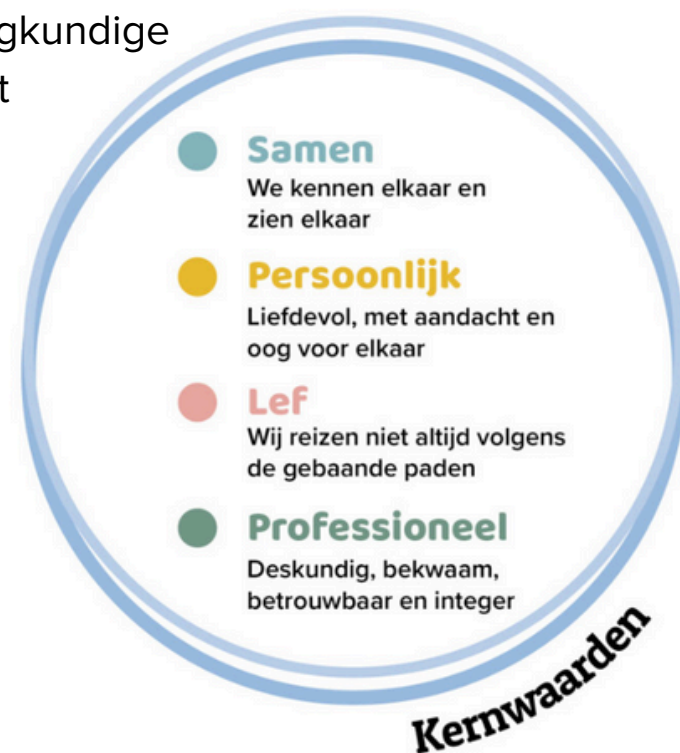 gkundige
t
Samen
We kennen elkaar en
zien elkaar
Persoonlijk
Liefdevol, met aandacht en
oog voor elkaar
Lef
Wij reizen niet altijd volgens
de gebaande paden
Professioneel
Deskundig, bekwaam,
betrouwbaar en integer
Kernwaarden